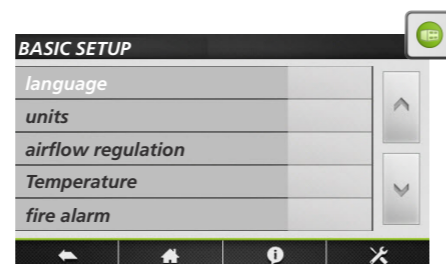 BASIC SETUP
language
units
airflow regulation
Temperature
fire alarm